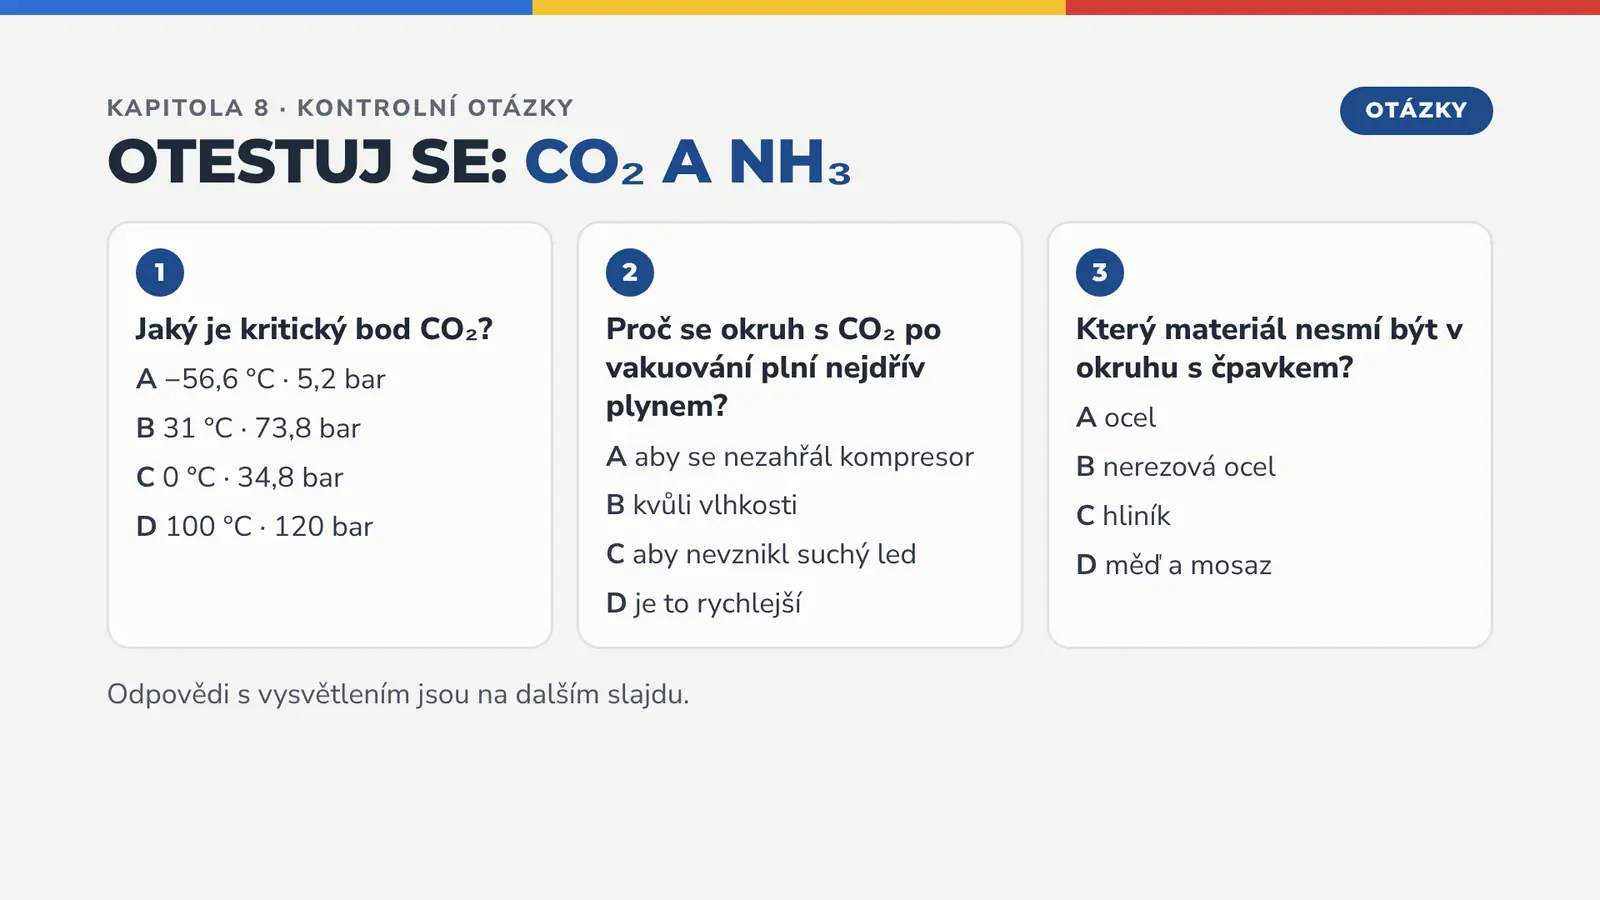 KAPITOLA 8 · KONTROLNÍ OTÁZKY
OTÁZKY
OTESTUJ SE: CO₂ A NH₃
1
Jaký je kritický bod CO₂?
A −56,6 °C · 5,2 bar
B 31 °C · 73,8 bar
C 0 °C · 34,8 bar
D 100 °C · 120 bar
2
Proč se okruh s CO₂ po
vakuování plní nejdřív
plynem?
A aby se nezahřál kompresor
B kvůli vlhkosti
C aby nevznikl suchý led
D je to rychlejší
3
Který materiál nesmí být v
okruhu s čpavkem?
A ocel
B nerezová ocel
C hliník
D měď a mosaz
Odpovědi s vysvětlením jsou na dalším slajdu.